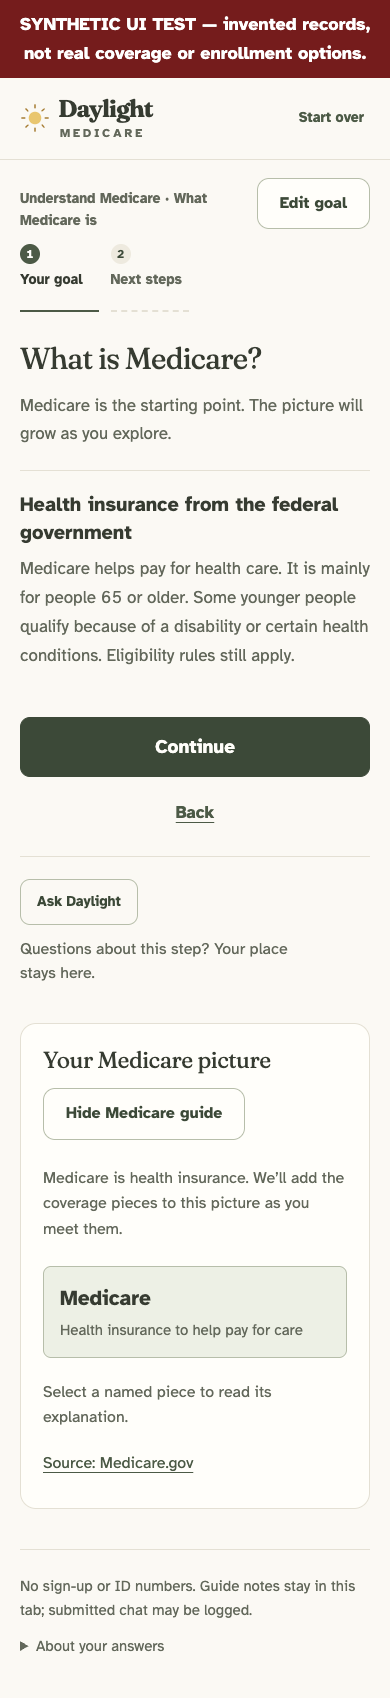 SYNTHETIC UI TEST — invented records,
not real coverage or enrollment options.
Daylight
MEDICARE
Start over
Understand Medicare · What
Medicare is
Edit goal
1
Your goal
2
Next steps
What is Medicare?
Medicare is the starting point. The picture will
grow as you explore.
Health insurance from the federal
government
Medicare helps pay for health care. It is mainly
for people 65 or older. Some younger people
qualify because of a disability or certain health
conditions. Eligibility rules still apply.
Continue
Back
Ask Daylight
Questions about this step? Your place
stays here.
Your Medicare picture
Hide Medicare guide
Medicare is health insurance. We’ll add the
coverage pieces to this picture as you
meet them.
Medicare
Health insurance to help pay for care
Select a named piece to read its
explanation.
Source: Medicare.gov
No sign-up or ID numbers. Guide notes stay in this
tab; submitted chat may be logged.
About your answers